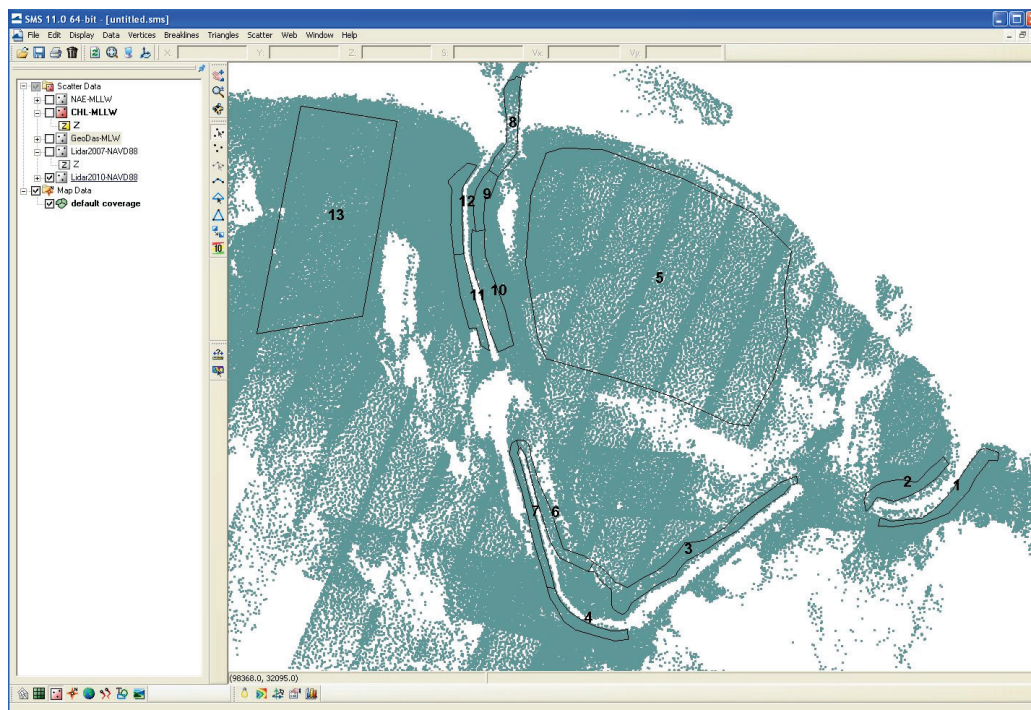 SMS 11.0 64-bit - [untitled.sms]
File Edit Display Data Vertices Breaklines Triangles Scatter Web Window Help
X: Y: Z: S: Vx: Vy:
Scatter Data
NAE-MLLW
CHL-MLLW
Z
GeoDas-MLW
Lidar2007-NAVD88
Z
Lidar2010-NAVD88
Map Data
default coverage
10
8
12
9
13
5
11
10
2
1
7
6
3
4
(98368.0, 32095.0)